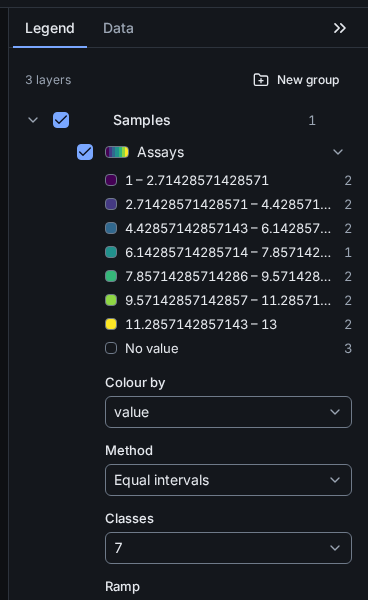 Legend Data
3 layers New group
Samples 1
Assays
1 – 2.71428571428571 2
2.71428571428571 – 4.428571... 2
4.42857142857143 – 6.142857... 2
6.14285714285714 – 7.857142... 1
7.85714285714286 – 9.571428... 2
9.57142857142857 – 11.28571... 2
11.2857142857143 – 13 2
No value 3
Colour by
value
Method
Equal intervals
Classes
7
Ramp